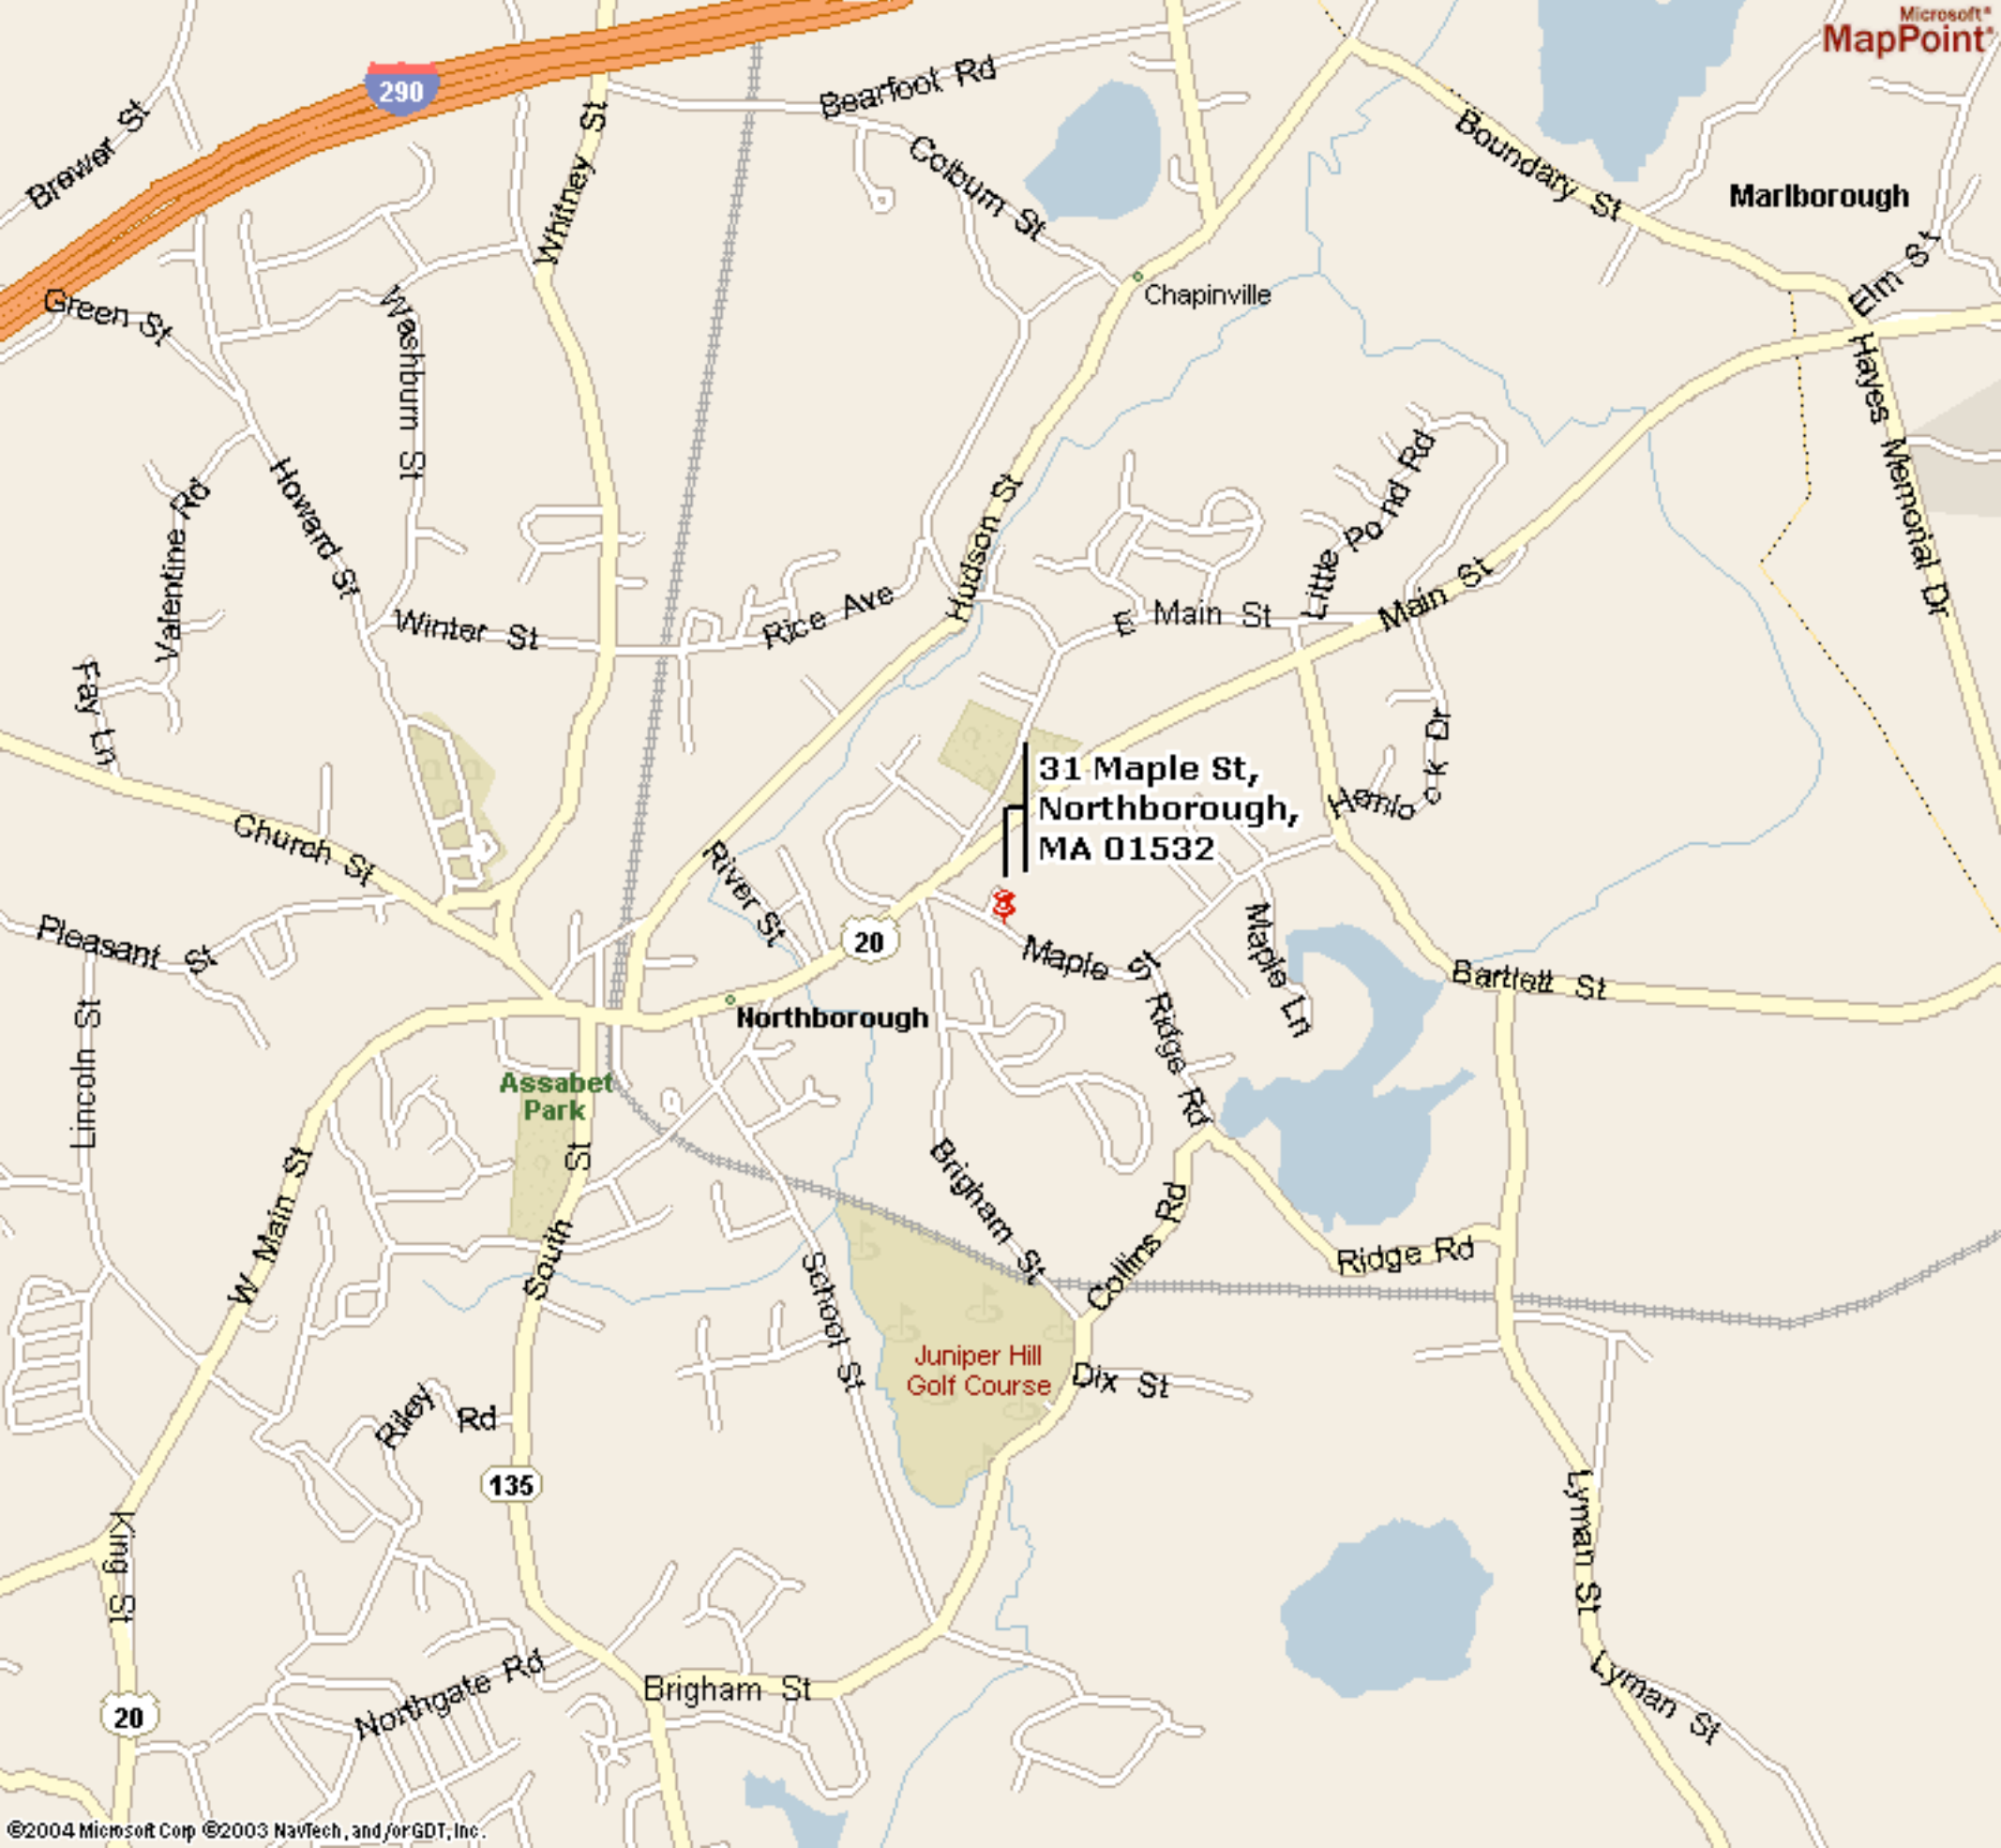 Microsoft®
MapPoint®
290
Brewer St
Whitney St
Bearfoot Rd
Colburn St
Boundary St
Marlborough
Elm St
Green St
Washburn St
Chapinville
Hayes Memorial Dr
Howard St
Valentine Rd
Hudson St
Little Pond Rd
Winter St
Rice Ave
E Main St
Main St
Fay Ln
Hemlock Dr
31 Maple St,
Northborough,
MA 01532
Church St
River St
20
Pleasant St
Maple St
Maple Ln
Bartlett St
Northborough
Lincoln St
Ridge Rd
Assabet
Park
W Main St
South St
Brigham St
Collins Rd
Ridge Rd
School St
Juniper Hill
Golf Course
Dix St
Riley Rd
135
King St
Lyman St
Northgate Rd
Brigham St
Lyman St
20
©2004 Microsoft Corp ©2003 NavTech, and/or GDT, Inc.